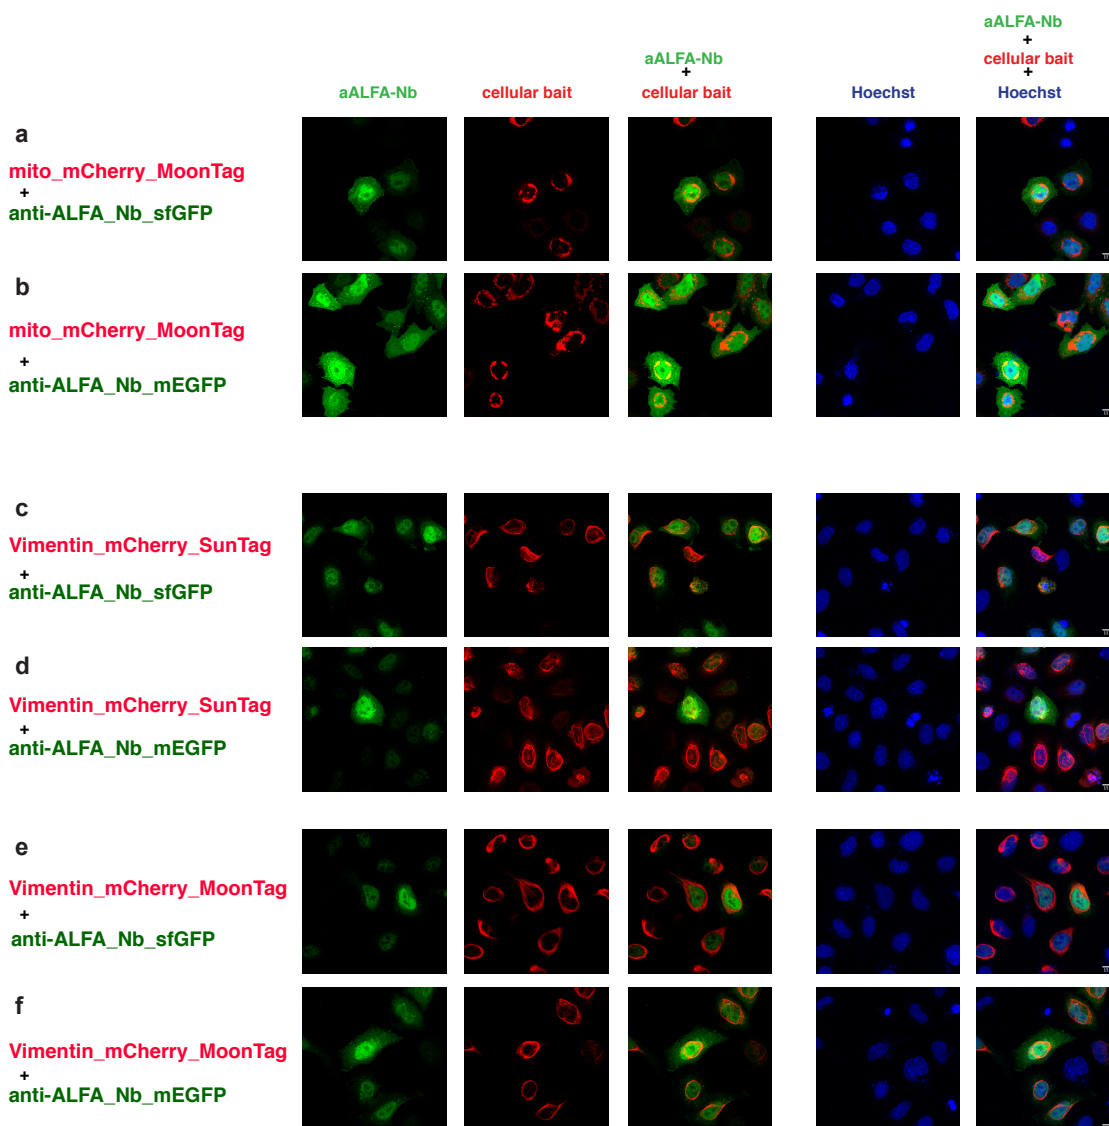 aALFA-Nb
+
cellular bait
+
Hoechst
aALFA-Nb
cellular bait
aALFA-Nb
+
cellular bait
Hoechst
a
mito_mCherry_MoonTag
+
anti-ALFA_Nb_sfGFP
b
mito_mCherry_MoonTag
+
anti-ALFA_Nb_mEGFP
c
Vimentin_mCherry_SunTag
+
anti-ALFA_Nb_sfGFP
d
Vimentin_mCherry_SunTag
+
anti-ALFA_Nb_mEGFP
e
Vimentin_mCherry_MoonTag
+
anti-ALFA_Nb_sfGFP
f
Vimentin_mCherry_MoonTag
+
anti-ALFA_Nb_mEGFP